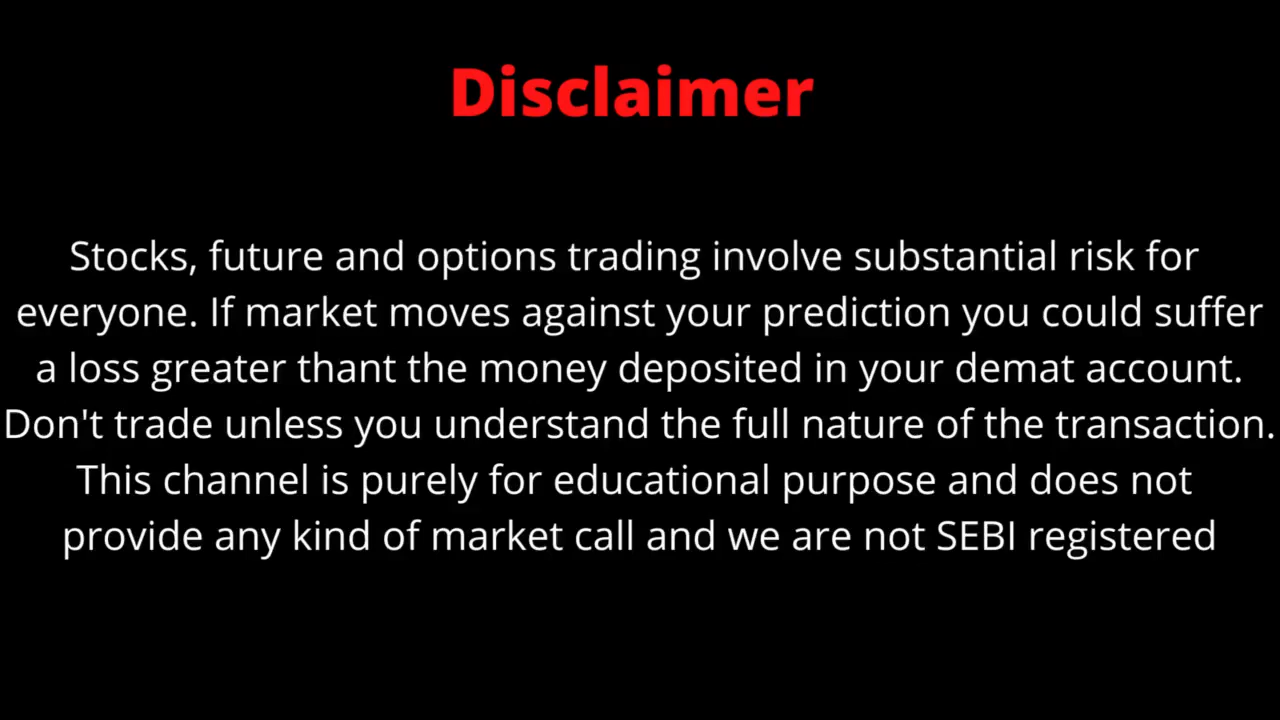 Disclaimer
Stocks, future and options trading involve substantial risk for
everyone. If market moves against your prediction you could suffer
a loss greater thant the money deposited in your demat account.
Don't trade unless you understand the full nature of the transaction.
This channel is purely for educational purpose and does not
provide any kind of market call and we are not SEBI registered